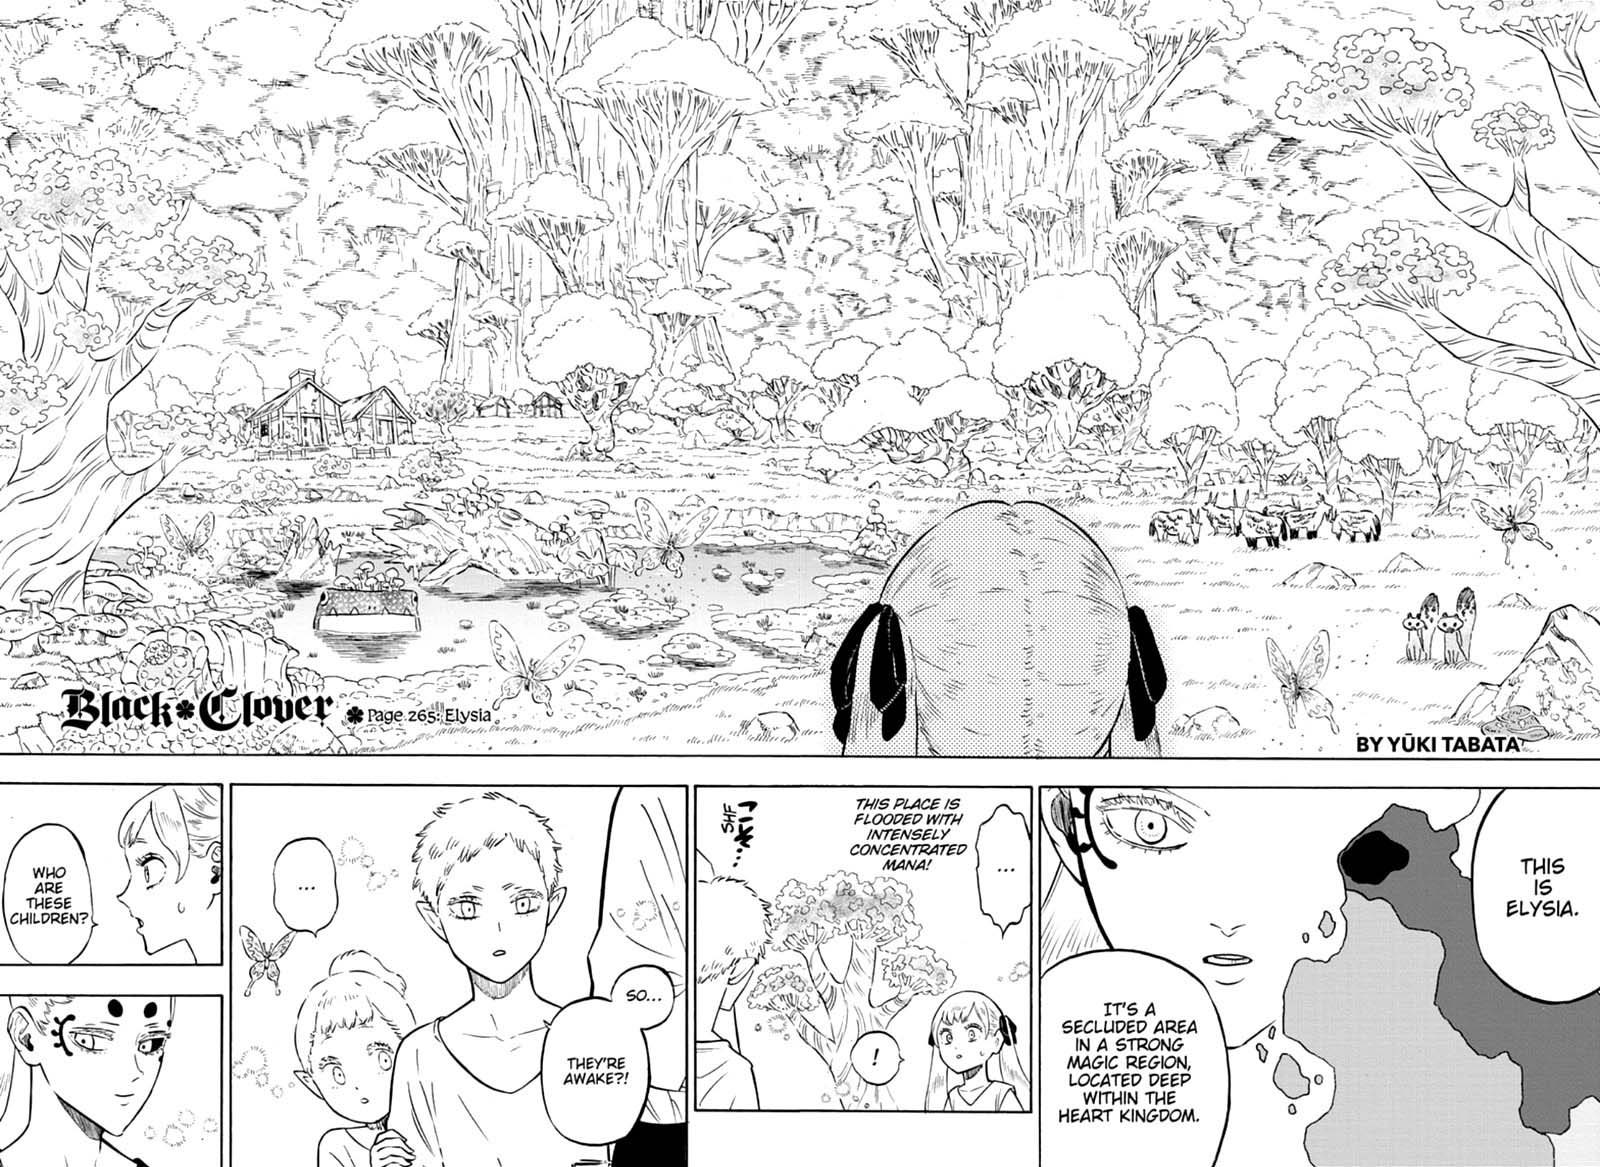 Black Clover
Page 265: Elysia
BY YŪKI TABATA
THIS
IS
ELYSIA.
IT'S A
SECLUDED AREA
IN A STRONG
MAGIC REGION,
LOCATED DEEP
WITHIN THE
HEART KINGDOM.
...
THIS PLACE IS
FLOODED WITH
INTENSELY
CONCENTRATED
MANA!
SHF
!
SO...
THEY'RE
AWAKE?!
...
WHO
ARE
THESE
CHILDREN?